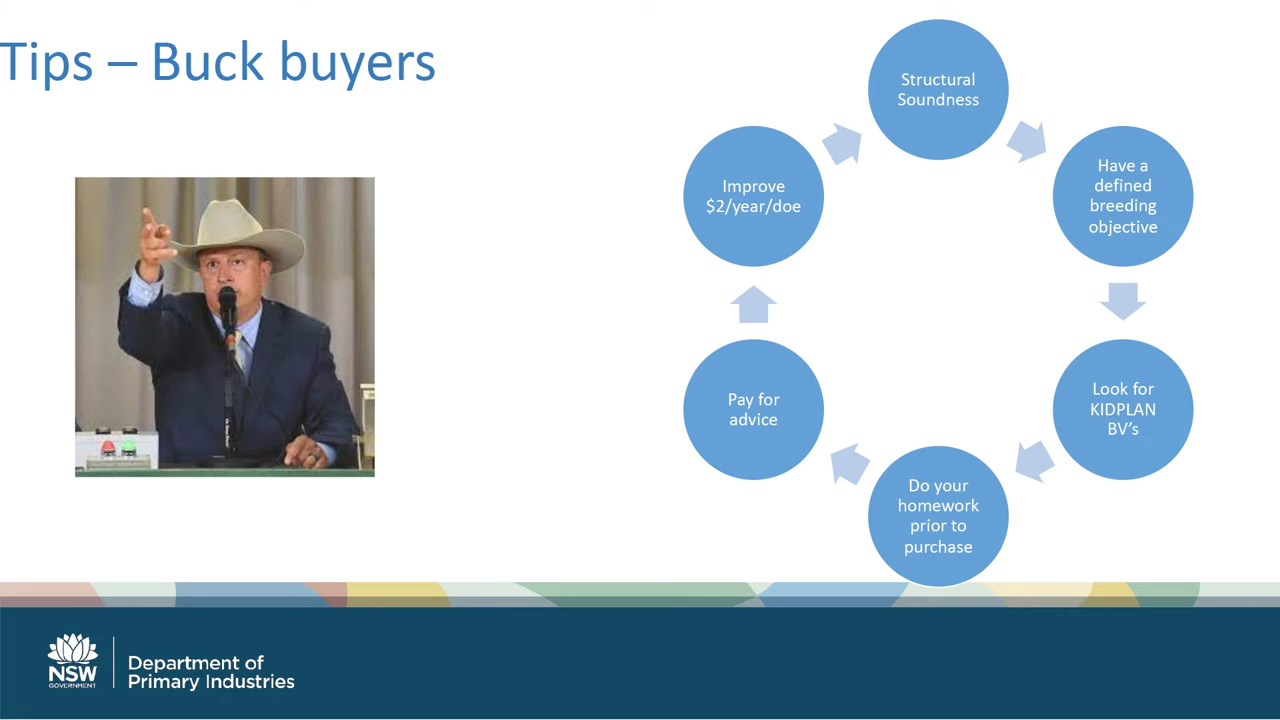 Tips – Buck buyers
Structural
Soundness
Have a
defined
breeding
objective
Look for
KIDPLAN
BV's
Do your
homework
prior to
purchase
Pay for
advice
Improve
$2/year/doe
NSW
GOVERNMENT
Department of
Primary Industries